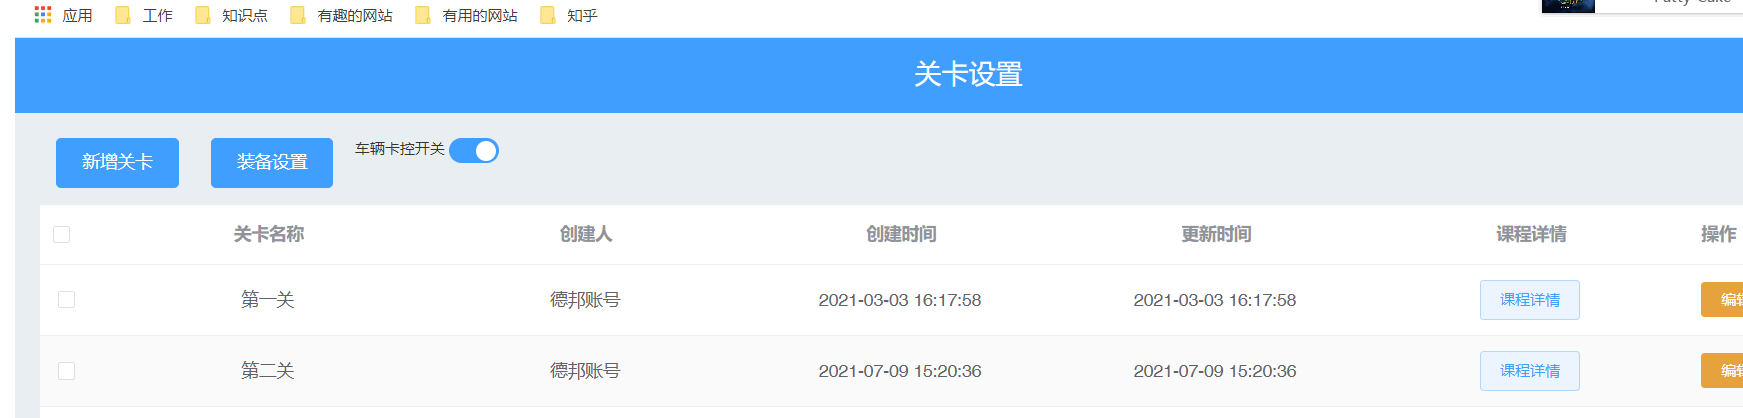 应用 工作 知识点 有趣的网站 有用的网站 知乎
关卡设置
新增关卡 装备设置 车辆卡控开关
关卡名称 创建人 创建时间 更新时间 课程详情 操作
第一关 德邦账号 2021-03-03 16:17:58 2021-03-03 16:17:58 课程详情 编辑
第二关 德邦账号 2021-07-09 15:20:36 2021-07-09 15:20:36 课程详情 编辑